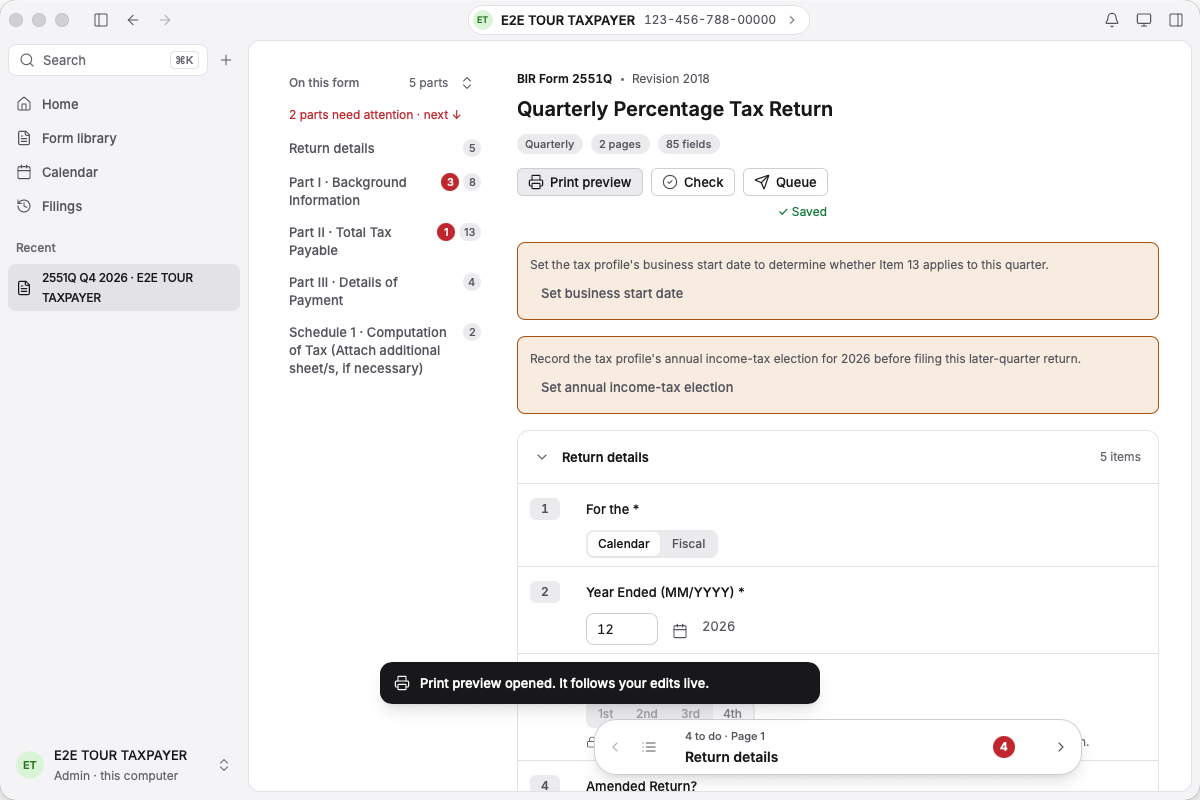 ET E2E TOUR TAXPAYER 123-456-788-00000
Search ⌘K
Home
Form library
Calendar
Filings
Recent
2551Q Q4 2026 · E2E TOUR
TAXPAYER
ET E2E TOUR TAXPAYER
Admin · this computer
On this form 5 parts
2 parts need attention · next ↓
Return details 5
Part I · Background
Information 3 8
Part II · Total Tax
Payable 1 13
Part III · Details of
Payment 4
Schedule 1 · Computation
of Tax (Attach additional
sheet/s, if necessary) 2
BIR Form 2551Q • Revision 2018
Quarterly Percentage Tax Return
Quarterly 2 pages 85 fields
Print preview Check Queue
✓ Saved
Set the tax profile's business start date to determine whether Item 13 applies to this quarter.
Set business start date
Record the tax profile's annual income-tax election for 2026 before filing this later-quarter return.
Set annual income-tax election
Return details 5 items
1 For the *
Calendar Fiscal
2 Year Ended (MM/YYYY) *
12 2026
Print preview opened. It follows your edits live.
1st 2nd 3rd 4th
4 to do · Page 1
Return details 4
4 Amended Return?